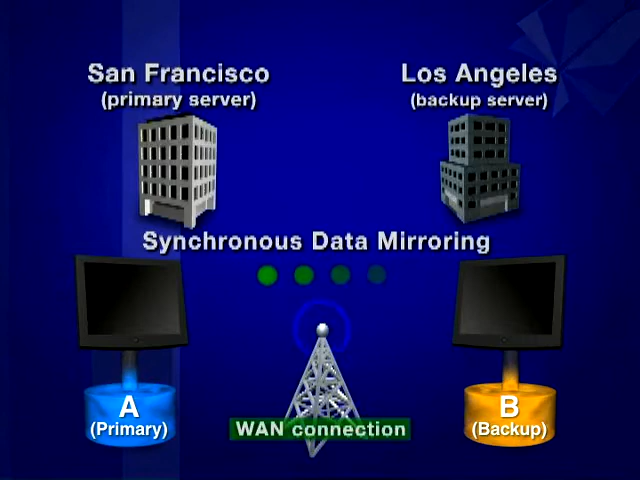 San Francisco
(primary server)
Los Angeles
(backup server)
Synchronous Data Mirroring
A
(Primary)
WAN connection
B
(Backup)